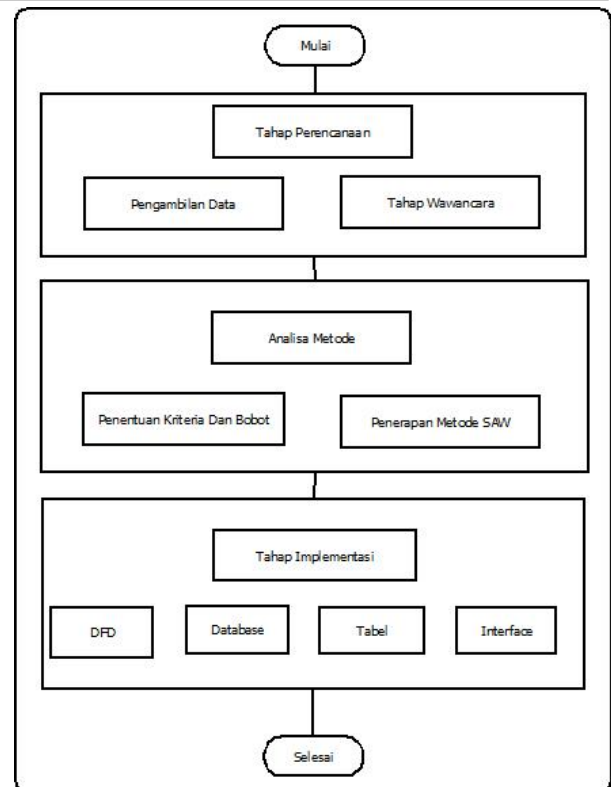 Mulai
Tahap Perencanaan
Pengambilan Data
Tahap Wawancara
Analisa Metode
Penentuan Kriteria Dan Bobot
Penerapan Metode SAW
Tahap Implementasi
DFD
Database
Tabel
Interface
Selesai